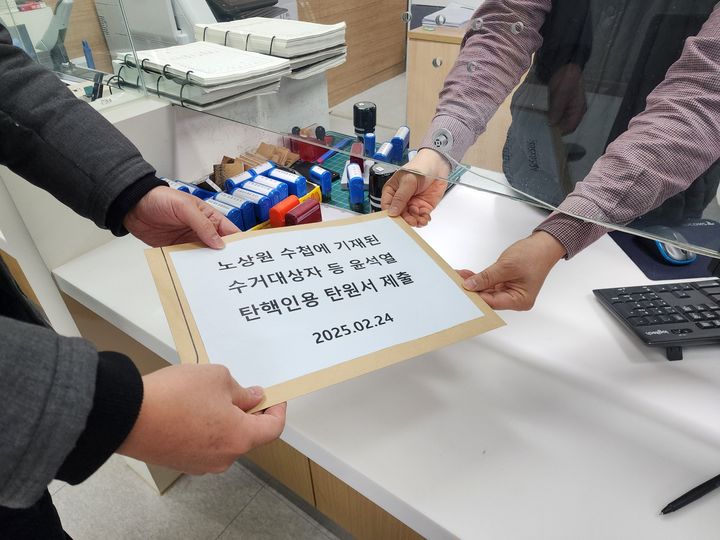 노상원 수첩에 기재된
수거대상자 등 윤석열
탄핵인용 탄원서 제출
2025.02.24